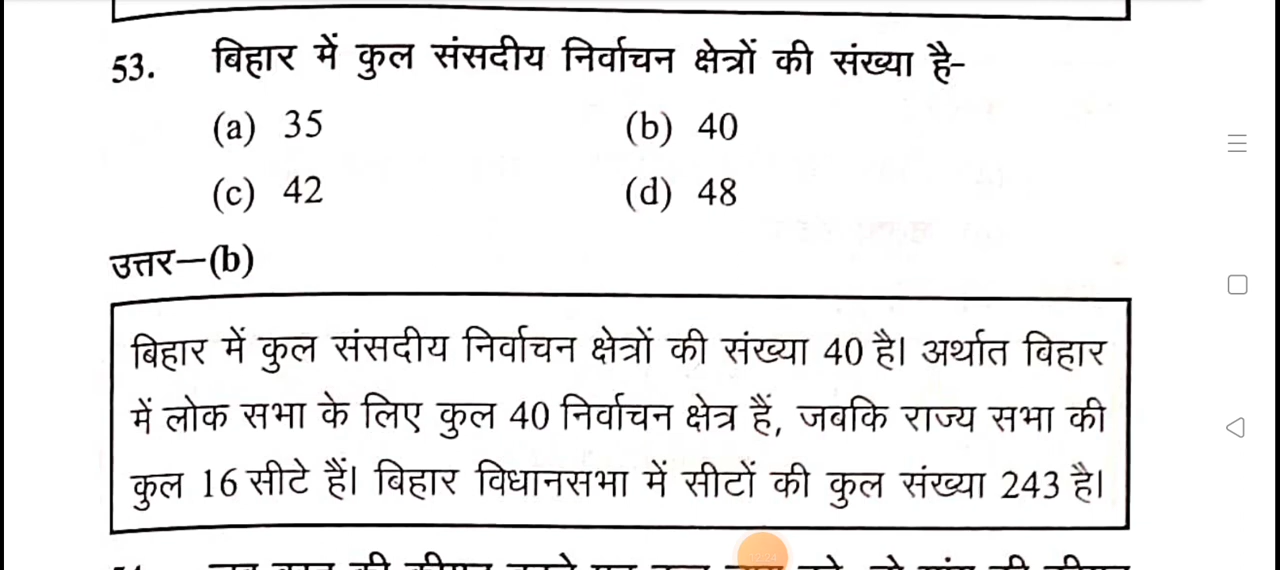 53. बिहार में कुल संसदीय निर्वाचन क्षेत्रों की संख्या है-
(a) 35 (b) 40
(c) 42 (d) 48
उत्तर—(b)
बिहार में कुल संसदीय निर्वाचन क्षेत्रों की संख्या 40 है। अर्थात बिहार
में लोक सभा के लिए कुल 40 निर्वाचन क्षेत्र हैं, जबकि राज्य सभा की
कुल 16 सीटे हैं। बिहार विधानसभा में सीटों की कुल संख्या 243 है।